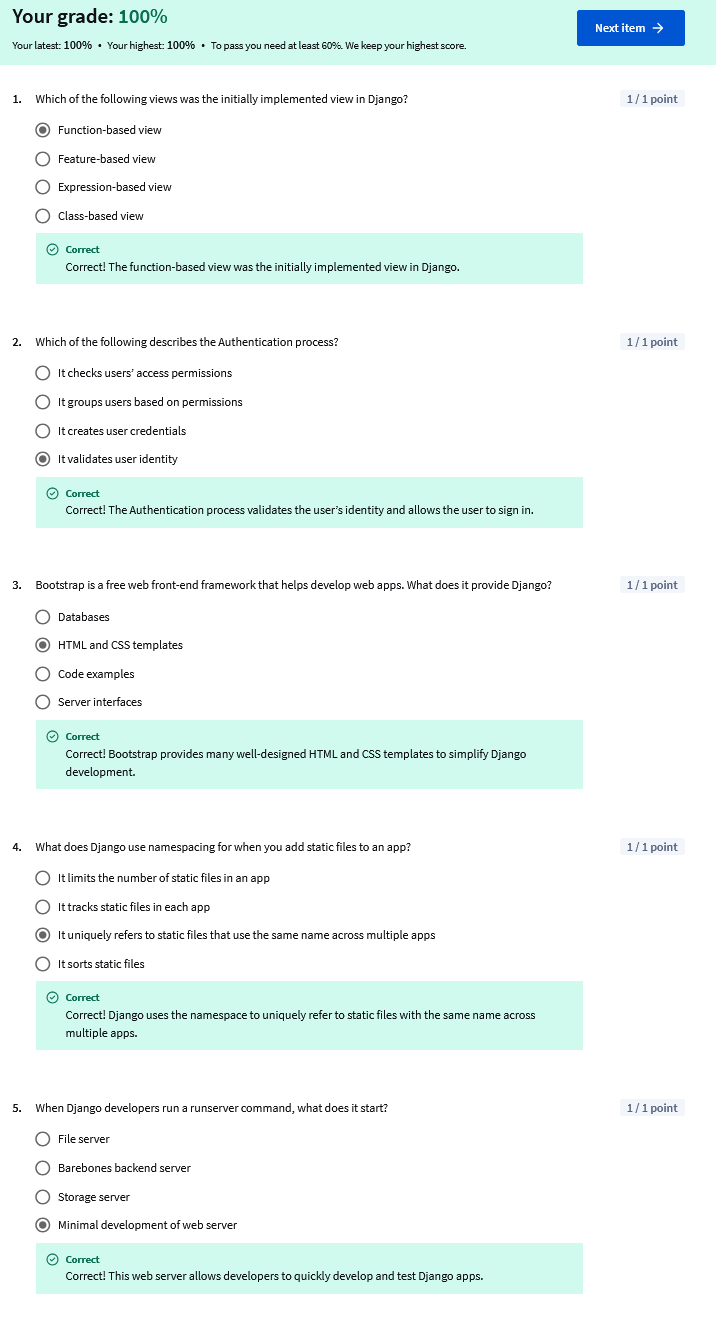 Your grade: 100%
Next item →
Your latest: 100% • Your highest: 100% • To pass you need at least 60%. We keep your highest score.
1. Which of the following views was the initially implemented view in Django? 1 / 1 point
Function-based view
Feature-based view
Expression-based view
Class-based view
Correct
Correct! The function-based view was the initially implemented view in Django.
2. Which of the following describes the Authentication process? 1 / 1 point
It checks users’ access permissions
It groups users based on permissions
It creates user credentials
It validates user identity
Correct
Correct! The Authentication process validates the user’s identity and allows the user to sign in.
3. Bootstrap is a free web front-end framework that helps develop web apps. What does it provide Django? 1 / 1 point
Databases
HTML and CSS templates
Code examples
Server interfaces
Correct
Correct! Bootstrap provides many well-designed HTML and CSS templates to simplify Django
development.
4. What does Django use namespacing for when you add static files to an app? 1 / 1 point
It limits the number of static files in an app
It tracks static files in each app
It uniquely refers to static files that use the same name across multiple apps
It sorts static files
Correct
Correct! Django uses the namespace to uniquely refer to static files with the same name across
multiple apps.
5. When Django developers run a runserver command, what does it start? 1 / 1 point
File server
Barebones backend server
Storage server
Minimal development of web server
Correct
Correct! This web server allows developers to quickly develop and test Django apps.